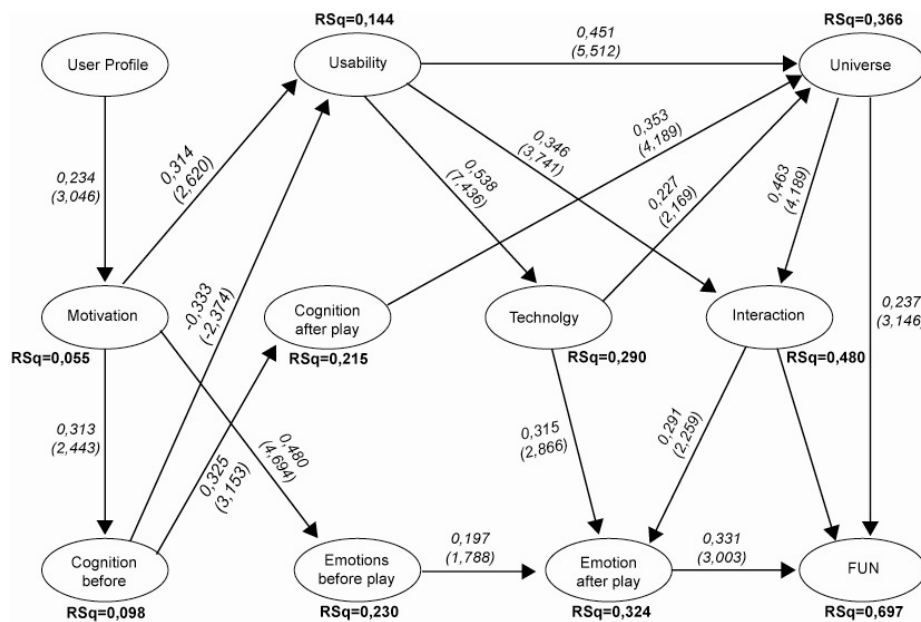 RSq=0,144
RSq=0,366
User Profile
Usability
0,451
(5,512)
Universe
0,234
(3,046)
0,314
(2,620)
0,538
(7,436)
0,346
(3,741)
0,353
(4,189)
0,227
(2,169)
0,463
(4,189)
-0,333
(-2,374)
0,237
(3,146)
Motivation
Cognition
after play
Technolgy
Interaction
RSq=0,055
RSq=0,215
RSq=0,290
RSq=0,480
0,313
(2,443)
0,325
(3,153)
0,480
(4,694)
0,315
(2,866)
0,291
(2,259)
Cognition
before
Emotions
before play
0,197
(1,788)
Emotion
after play
0,331
(3,003)
FUN
RSq=0,098
RSq=0,230
RSq=0,324
RSq=0,697